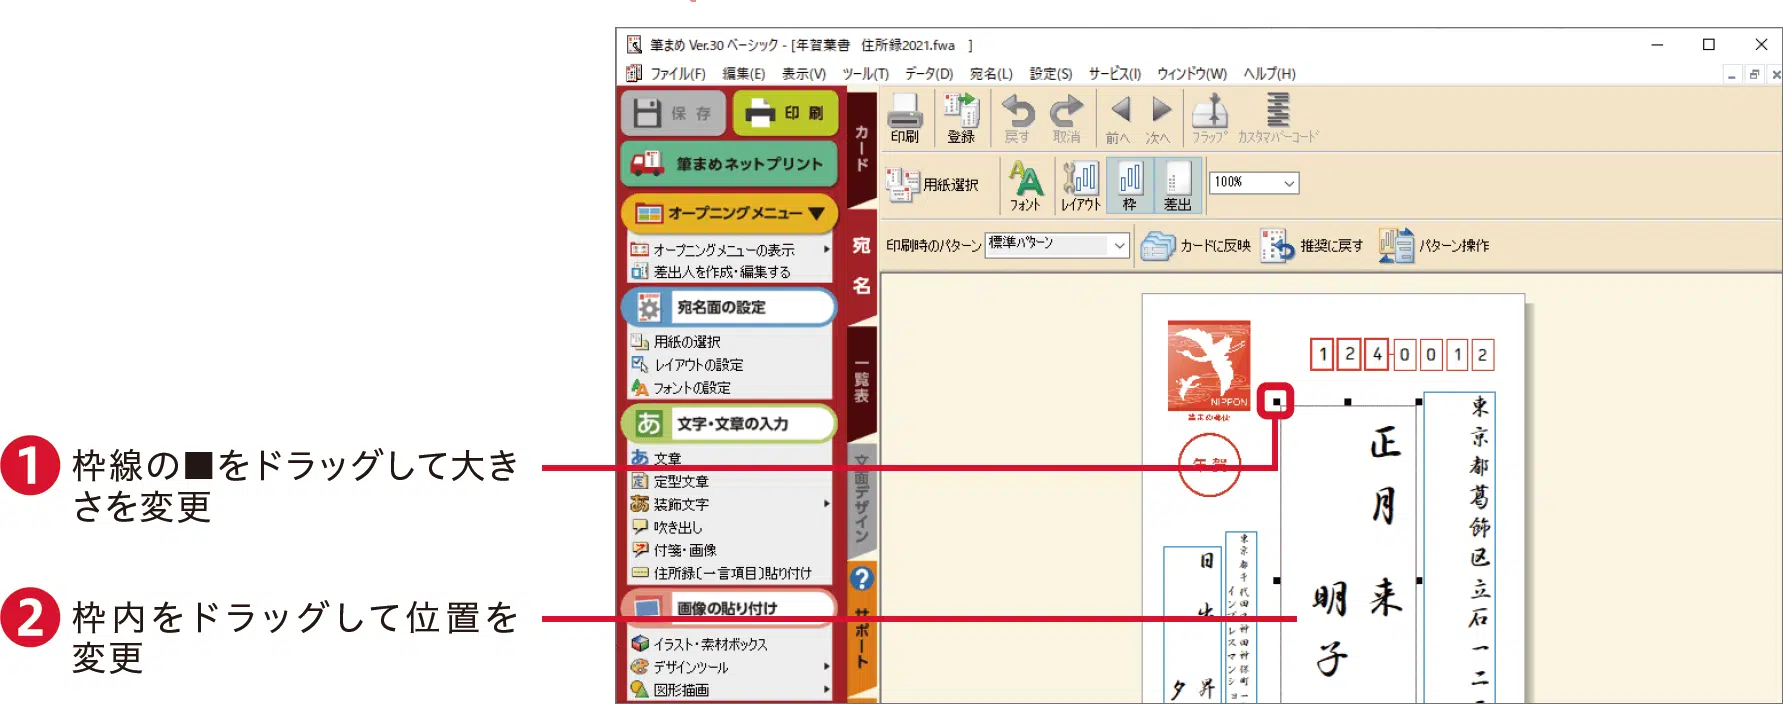 筆まめ Ver.30 ベーシック - [年賀葉書　住所録2021.fwa　]
ファイル(F)　編集(E)　表示(V)　ツール(T)　データ(D)　宛名(L)　設定(S)　サービス(I)　ウィンドウ(W)　ヘルプ(H)
保存
印刷
筆まめネットプリント
オープニングメニュー▼
オープニングメニューの表示
差出人を作成・編集する
宛名面の設定
用紙の選択
レイアウトの設定
フォントの設定
文字・文章の入力
文章
定型文章
装飾文字
吹き出し
付箋・画像
住所録〔一言項目〕貼り付け
画像の貼り付け
イラスト・素材ボックス
デザインツール
図形描画
カード
宛名
一覧表
文面デザイン
サポート
印刷　登録　戻す　取消　前へ　次へ　フラップ　カスタマバーコード
用紙選択　フォント　レイアウト　枠　差出　100%
印刷時のパターン　標準パターン　カードに反映　推奨に戻す　パターン操作
NIPPON
年賀
1240012
東京都葛飾区立石一二
正月　来
明子
日出　昇
夕
1 枠線の■をドラッグして大き
さを変更
2 枠内をドラッグして位置を
変更